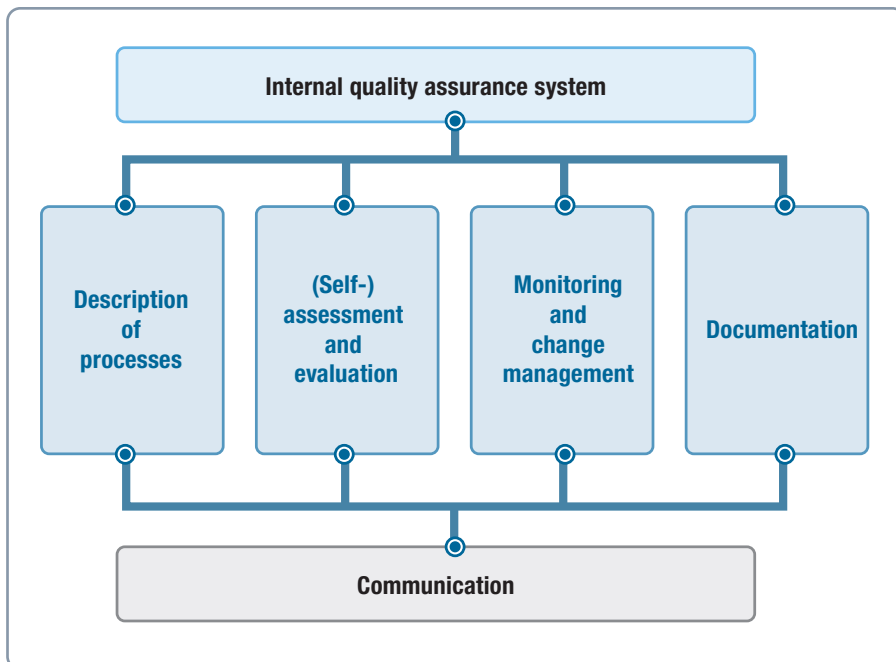 Internal quality assurance system
Description
of
processes
(Self-)
assessment
and
evaluation
Monitoring
and
change
management
Documentation
Communication